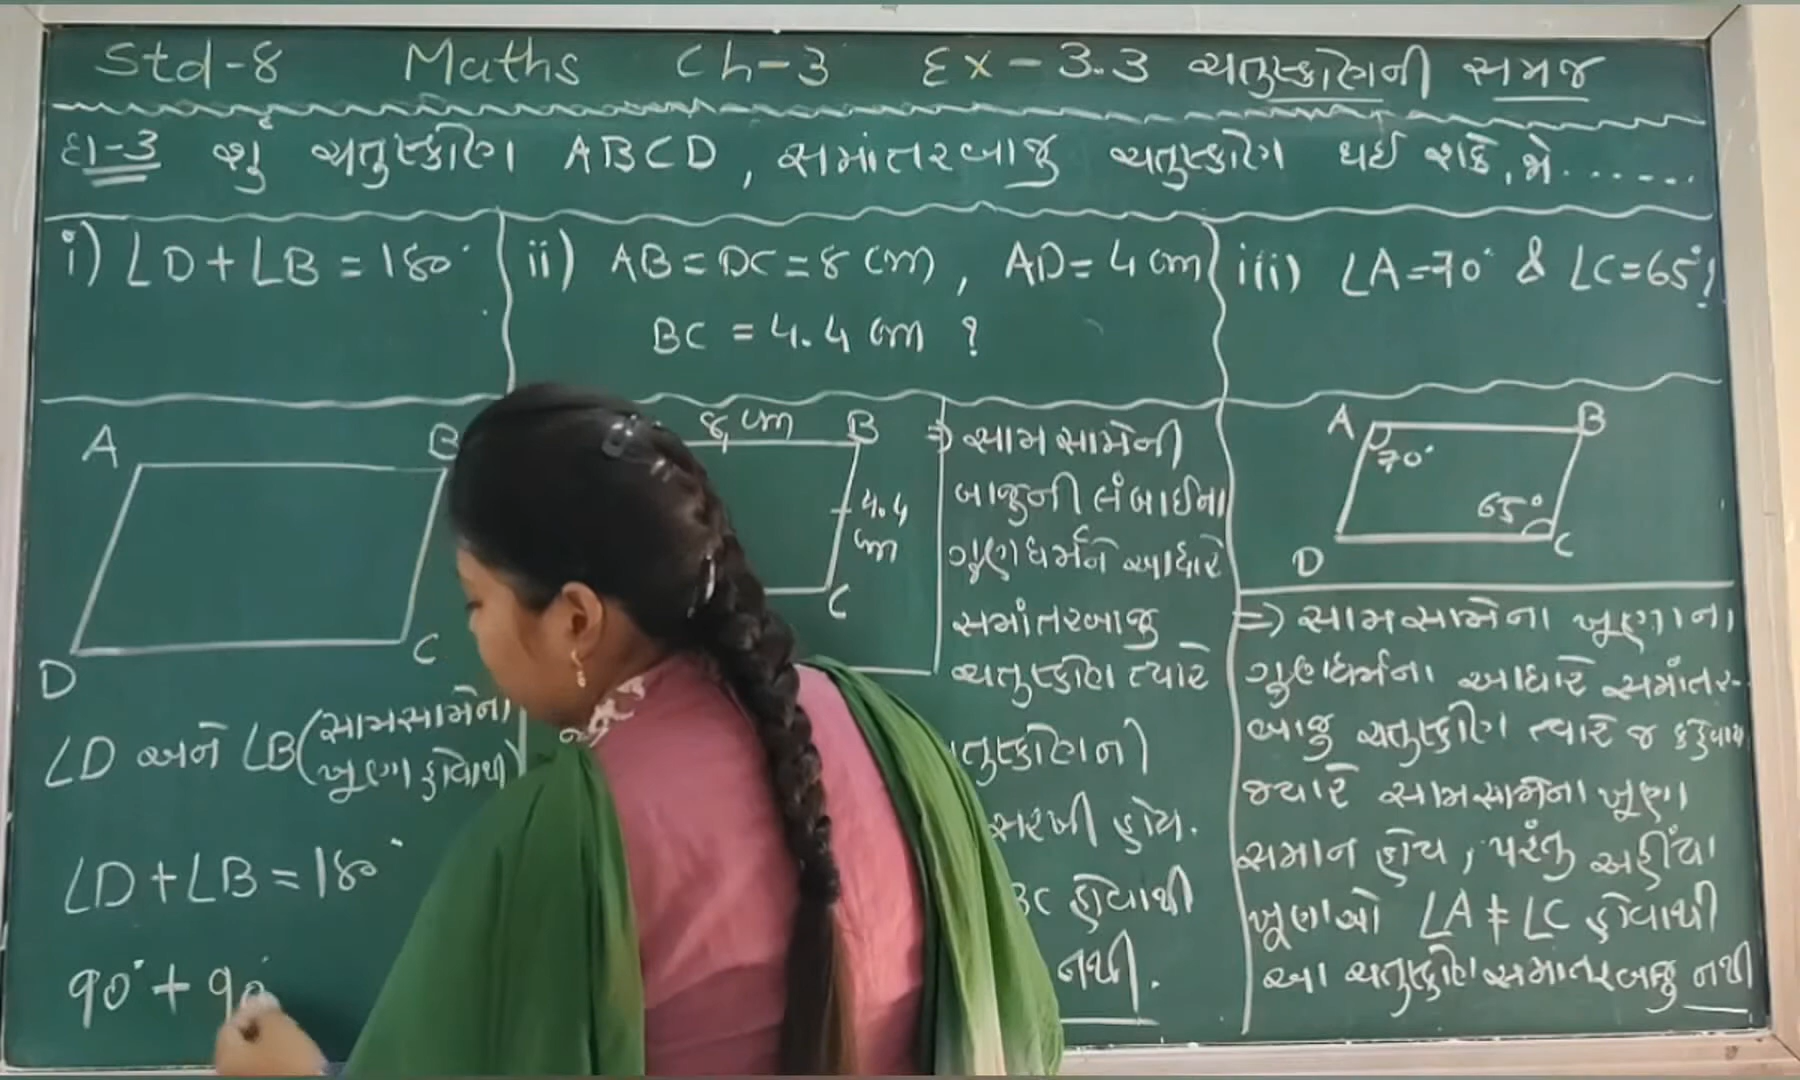 Std-8 Maths Ch-3 Ex-3.3 ચતુષ્કોણની સમજ
દા-3 શું ચતુષ્કોણ ABCD, સમાંતરબાજુ ચતુષ્કોણ થઈ શકે, જો.......
i) ∠D+∠B=180°
ii) AB=DC=8 cm, AD=4 cm
BC = 4.4 cm ?
iii) ∠A=70° & ∠C=65°?
A B
D C
∠D અને ∠B (સામસામેના
ખૂણા હોવાથી)
∠D+∠B=180°
90°+90°
8 cm B
4.4
cm
C
⇒ સામસામેની
બાજુની લંબાઈના
ગુણધર્મને આધારે
સમાંતરબાજુ
ચતુષ્કોણ ત્યારે
તુષ્કોણની
સરખી હોય.
BC હોવાથી
નથી.
A B
70°
65°
D C
⇒ સામસામેના ખૂણાના
ગુણધર્મના આધારે સમાંતર-
બાજુ ચતુષ્કોણ ત્યારે જ કહેવાય
જ્યારે સામસામેના ખૂણા
સમાન હોય, પરંતુ અહીંયા
ખૂણાઓ ∠A ≠ ∠C હોવાથી
આ ચતુષ્કોણ સમાંતરબાજુ નથી